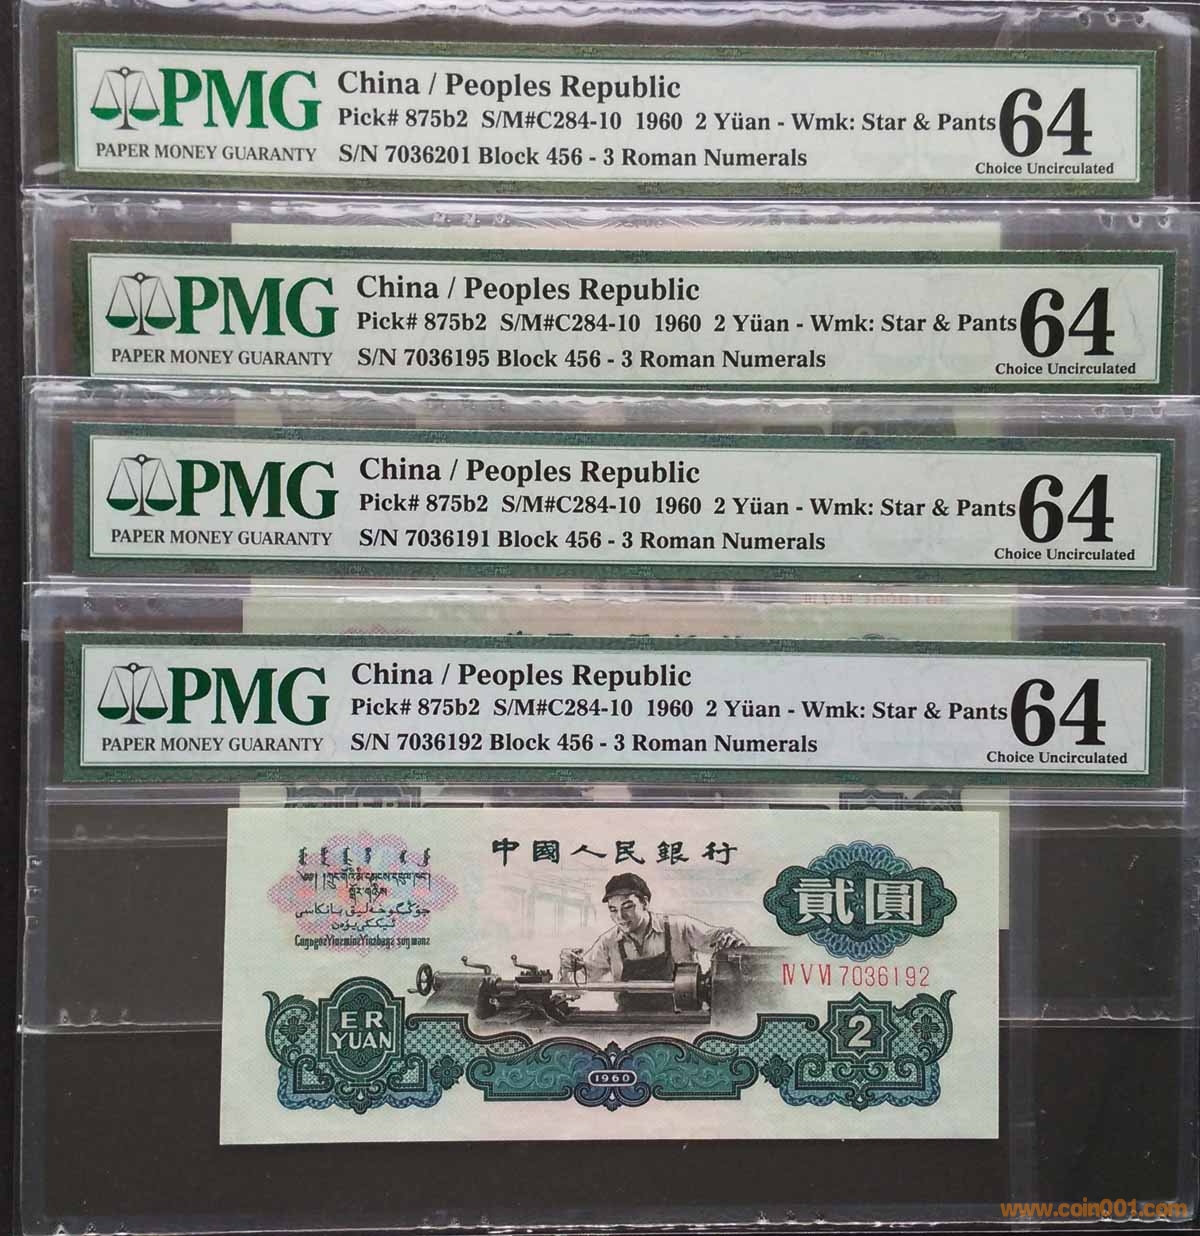 PMG
PAPER MONEY GUARANTY
China / Peoples Republic
Pick# 875b2 S/M#C284-10 1960 2 Yüan - Wmk: Star & Pants
S/N 7036201 Block 456 - 3 Roman Numerals
64
Choice Uncirculated
PMG
PAPER MONEY GUARANTY
China / Peoples Republic
Pick# 875b2 S/M#C284-10 1960 2 Yüan - Wmk: Star & Pants
S/N 7036195 Block 456 - 3 Roman Numerals
64
Choice Uncirculated
PMG
PAPER MONEY GUARANTY
China / Peoples Republic
Pick# 875b2 S/M#C284-10 1960 2 Yüan - Wmk: Star & Pants
S/N 7036191 Block 456 - 3 Roman Numerals
64
Choice Uncirculated
PMG
PAPER MONEY GUARANTY
China / Peoples Republic
Pick# 875b2 S/M#C284-10 1960 2 Yüan - Wmk: Star & Pants
S/N 7036192 Block 456 - 3 Roman Numerals
64
Choice Uncirculated
中國人民銀行
貳圓
IV V VI 7036192
ER
YUAN
2
1960
www.coin001.com